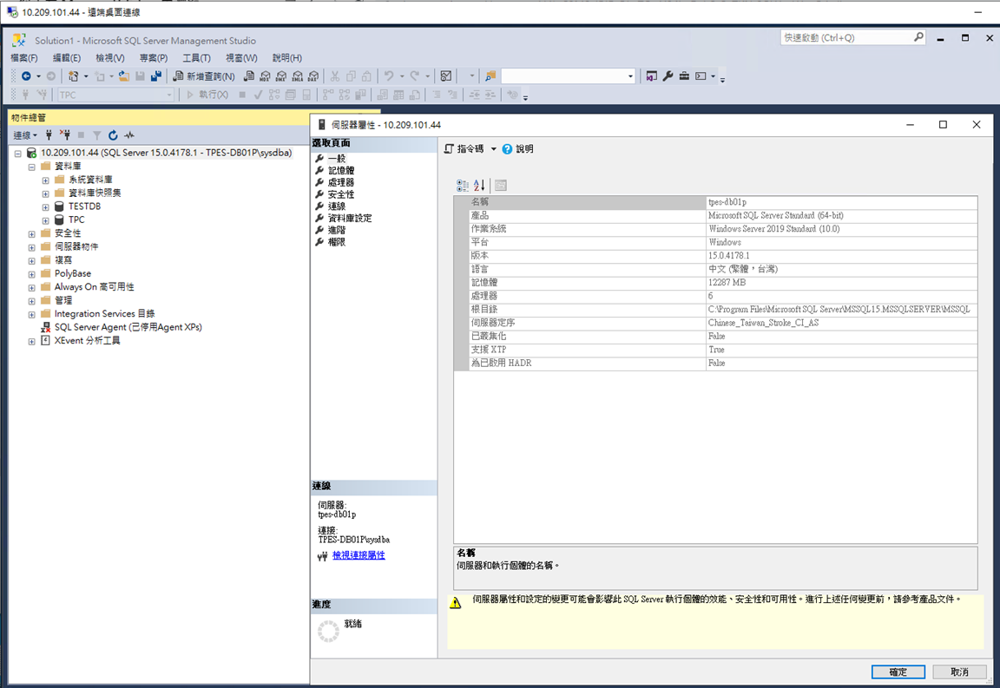 10.209.101.44 - 遠端桌面連線
Solution1 - Microsoft SQL Server Management Studio
快速啟動 (Ctrl+Q)
檔案(F) 編輯(E) 檢視(V) 專案(P) 工具(T) 視窗(W) 說明(H)
新增查詢(N) MDX DMX XMLA DAX
TPC 執行(X)
物件總管
連線
10.209.101.44 (SQL Server 15.0.4178.1 - TPES-DB01P\sysdba)
資料庫
系統資料庫
資料庫快照集
TESTDB
TPC
安全性
伺服器物件
複寫
PolyBase
Always On 高可用性
管理
Integration Services 目錄
SQL Server Agent (已停用Agent XPs)
XEvent 分析工具
伺服器屬性 - 10.209.101.44
選取頁面
一般
記憶體
處理器
安全性
連線
資料庫設定
進階
權限
連線
伺服器:
tpes-db01p
連接:
TPES-DB01P\sysdba
檢視連接屬性
進度
就緒
指令碼 說明
名稱 tpes-db01p
產品 Microsoft SQL Server Standard (64-bit)
作業系統 Windows Server 2019 Standard (10.0)
平台 Windows
版本 15.0.4178.1
語言 中文 (繁體，台灣)
記憶體 12287 MB
處理器 6
根目錄 C:\Program Files\Microsoft SQL Server\MSSQL15.MSSQLSERVER\MSSQL
伺服器定序 Chinese_Taiwan_Stroke_CI_AS
已叢集化 False
支援 XTP True
為已啟用 HADR False
名稱
伺服器和執行個體的名稱。
伺服器屬性和設定的變更可能會影響此 SQL Server 執行個體的效能、安全性和可用性。進行上述任何變更前，請參考產品文件。
確定 取消